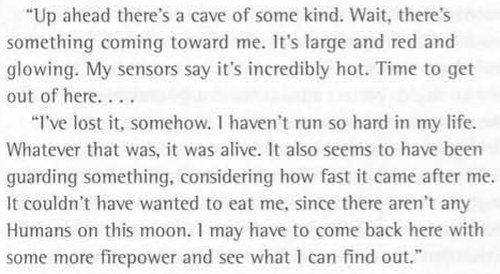 “Up ahead there’s a cave of some kind. Wait, there’s
something coming toward me. It’s large and red and
glowing. My sensors say it’s incredibly hot. Time to get
out of here. . . .
“I’ve lost it, somehow. I haven’t run so hard in my life.
Whatever that was, it was alive. It also seems to have been
guarding something, considering how fast it came after me.
It couldn’t have wanted to eat me, since there aren’t any
Humans on this moon. I may have to come back here with
some more firepower and see what I can find out.”